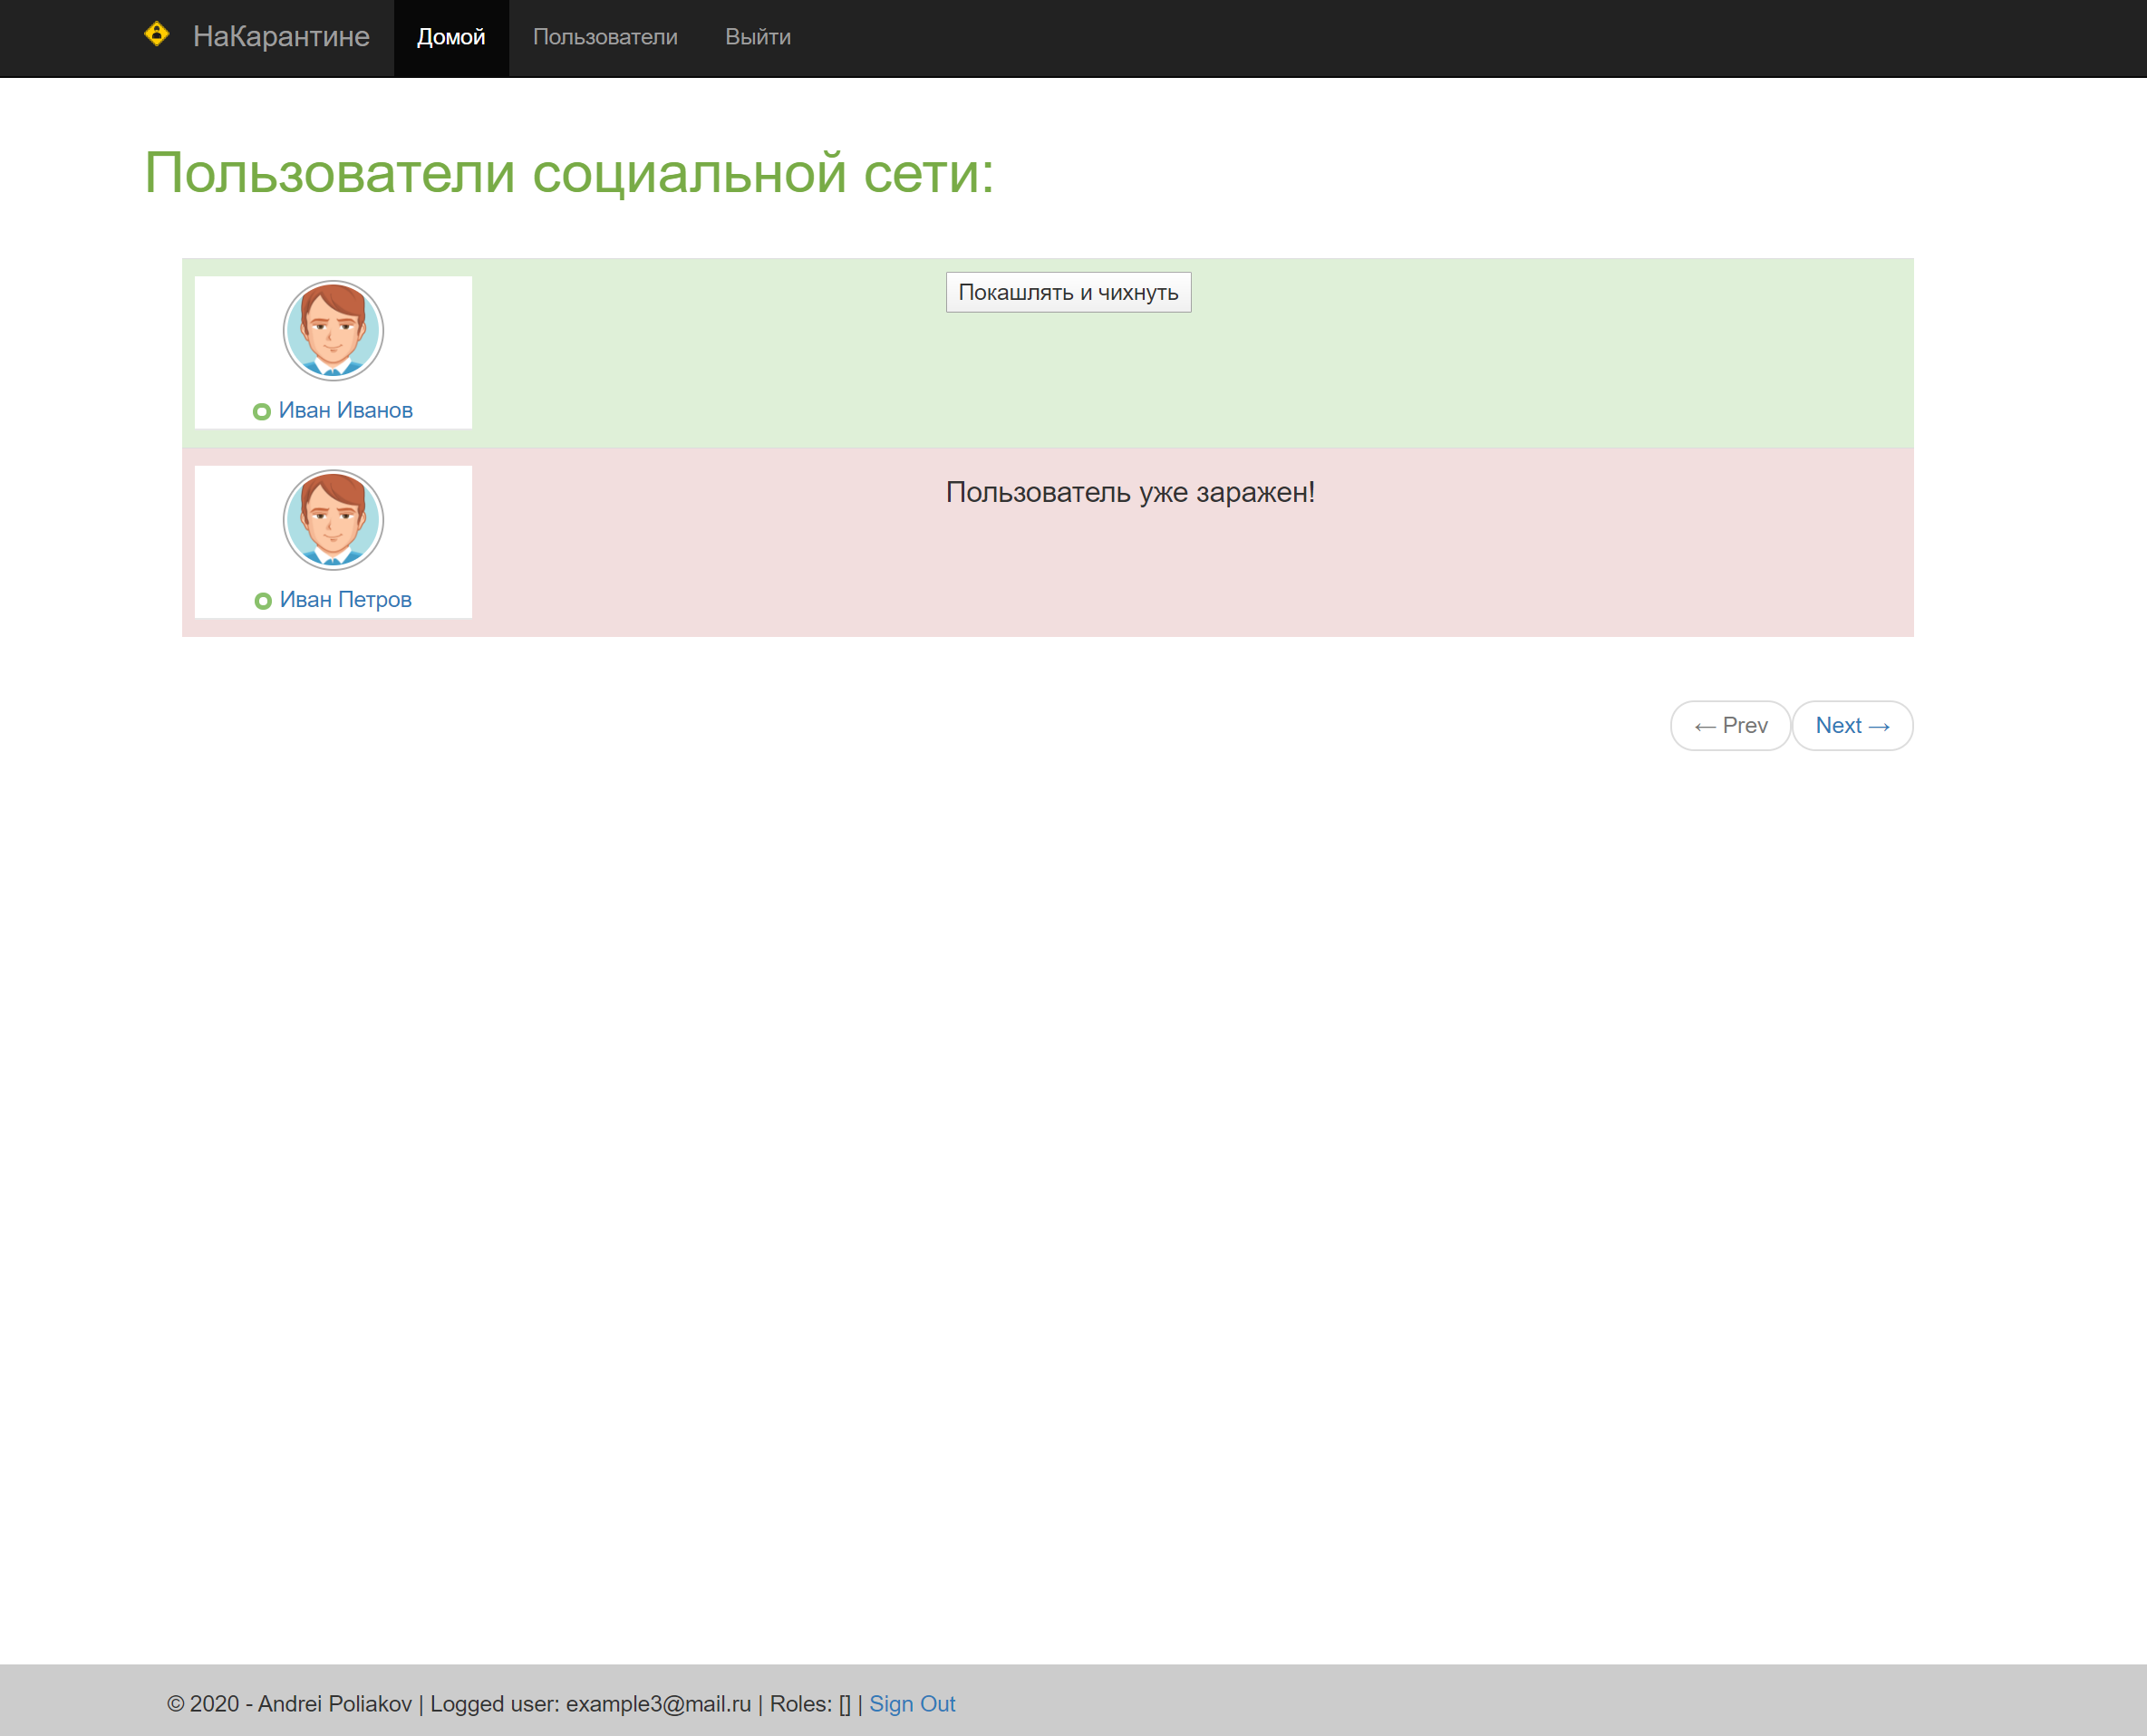 НаКарантине Домой Пользователи Выйти
Пользователи социальной сети:
Покашлять и чихнуть
Иван Иванов
Пользователь уже заражен!
Иван Петров
← Prev Next →
© 2020 - Andrei Poliakov | Logged user: example3@mail.ru | Roles: [] | Sign Out